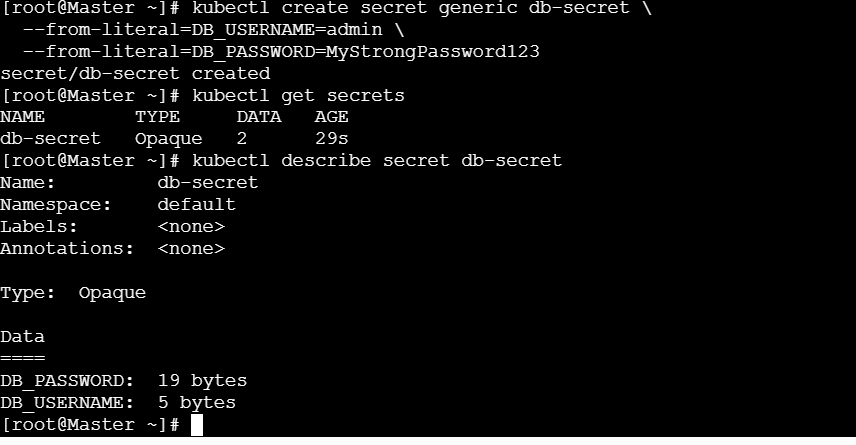 [root@Master ~]# kubectl create secret generic db-secret \
  --from-literal=DB_USERNAME=admin \
  --from-literal=DB_PASSWORD=MyStrongPassword123
secret/db-secret created
[root@Master ~]# kubectl get secrets
NAME        TYPE     DATA   AGE
db-secret   Opaque   2      29s
[root@Master ~]# kubectl describe secret db-secret
Name:         db-secret
Namespace:    default
Labels:       <none>
Annotations:  <none>

Type:  Opaque

Data
====
DB_PASSWORD:  19 bytes
DB_USERNAME:  5 bytes
[root@Master ~]#